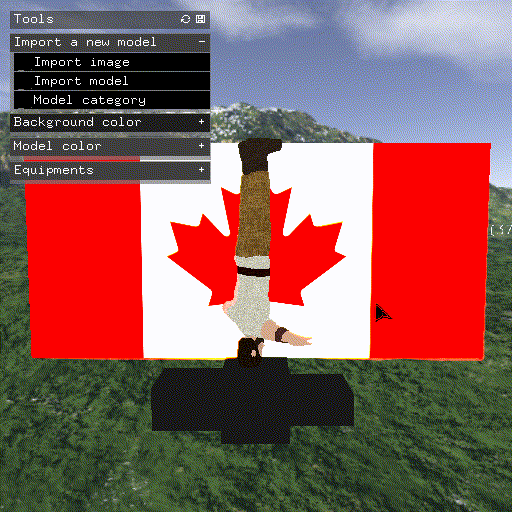 Tools
Import a new model -
_ Import image
_ Import model
_ Model category
Background color +
Model color +
Equipments +